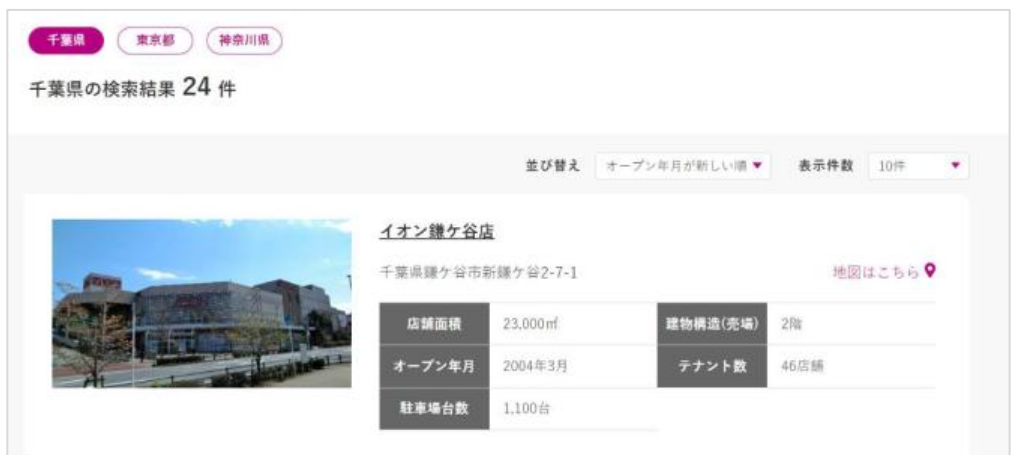 千葉県 東京都 神奈川県
千葉県の検索結果 24 件
並び替え オープン年月が新しい順 表示件数 10件
イオン鎌ケ谷店
千葉県鎌ケ谷市新鎌ケ谷2-7-1 地図はこちら
店舗面積 23,000㎡ 建物構造(売場) 2階
オープン年月 2004年3月 テナント数 46店舗
駐車場台数 1,100台